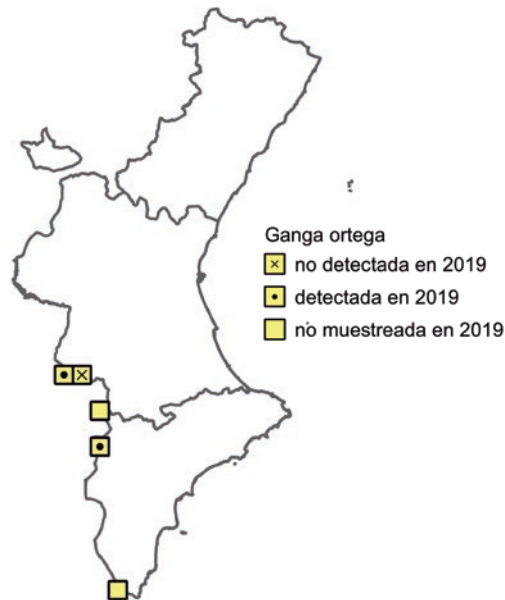 Ganga ortega
no detectada en 2019
detectada en 2019
no muestreada en 2019